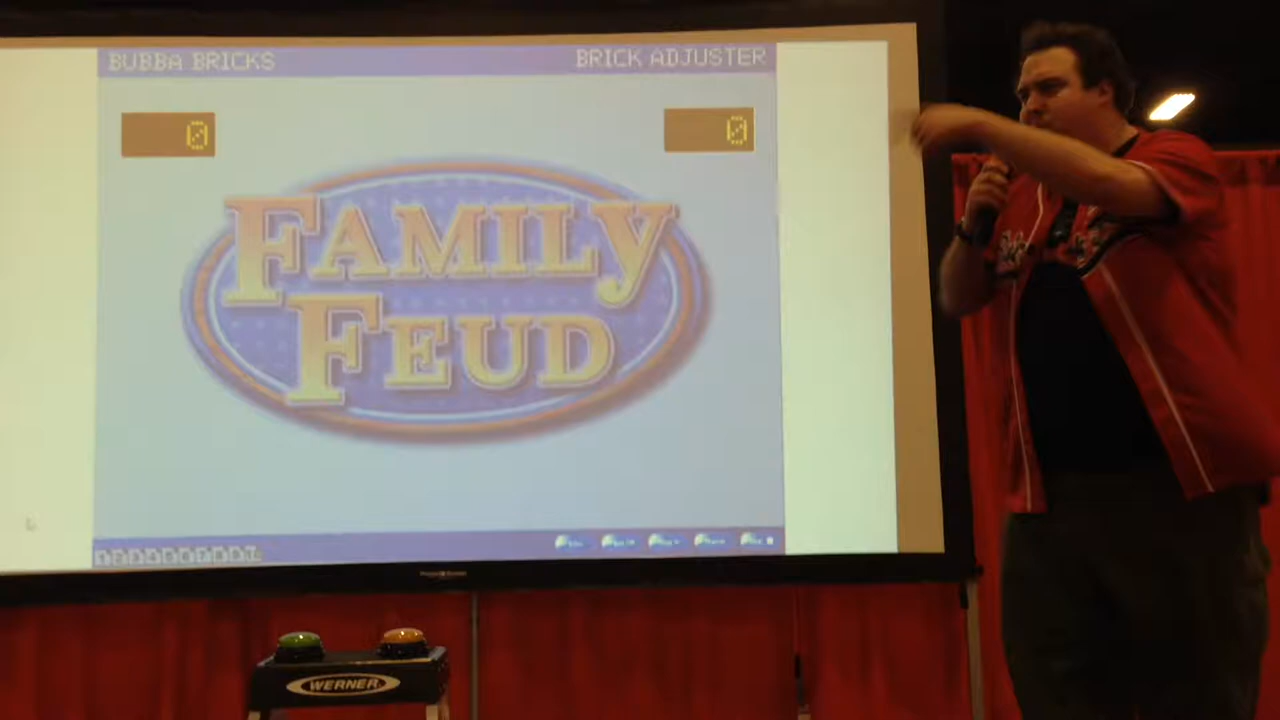 BUBBA BRICKS
BRICK ADJUSTER
0
0
FAMILY
FEUD
WERNER